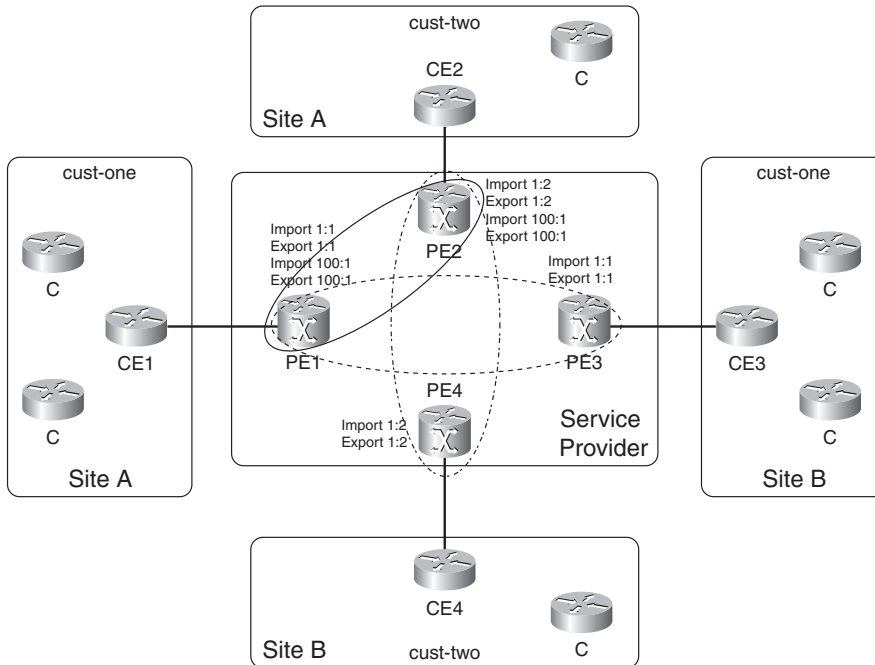 cust-two
C
CE2
Site A
cust-one
C
CE1
C
Site A
Import 1:1
Export 1:1
Import 100:1
Export 100:1
PE1
Import 1:2
Export 1:2
Import 100:1
Export 100:1
PE2
Import 1:1
Export 1:1
PE3
PE4
Import 1:2
Export 1:2
Service
Provider
cust-one
C
CE3
C
Site B
CE4
C
Site B
cust-two